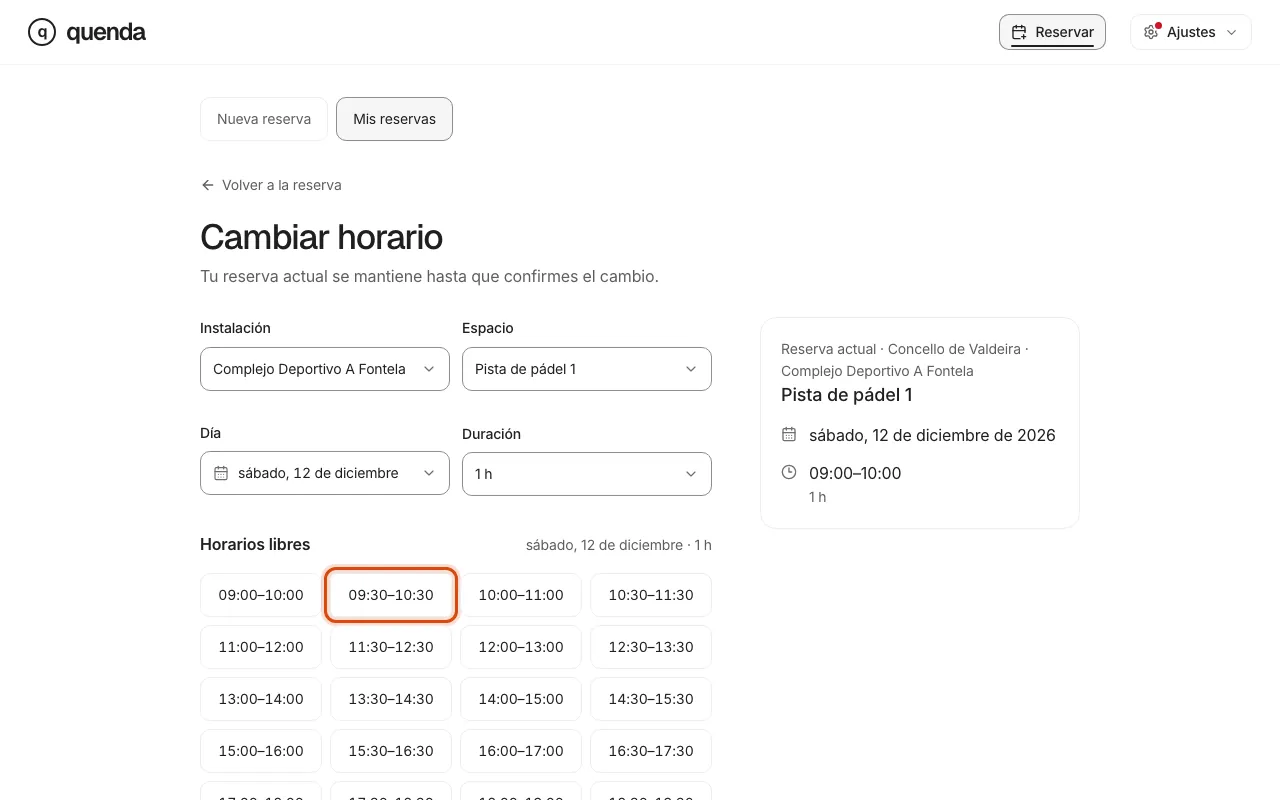 q quenda
Reservar
Ajustes
Nueva reserva
Mis reservas
Volver a la reserva
Cambiar horario
Tu reserva actual se mantiene hasta que confirmes el cambio.
Instalación
Espacio
Complejo Deportivo A Fontela
Pista de pádel 1
Día
Duración
sábado, 12 de diciembre
1 h
Horarios libres
sábado, 12 de diciembre · 1 h
09:00–10:00
09:30–10:30
10:00–11:00
10:30–11:30
11:00–12:00
11:30–12:30
12:00–13:00
12:30–13:30
13:00–14:00
13:30–14:30
14:00–15:00
14:30–15:30
15:00–16:00
15:30–16:30
16:00–17:00
16:30–17:30
Reserva actual · Concello de Valdeira ·
Complejo Deportivo A Fontela
Pista de pádel 1
sábado, 12 de diciembre de 2026
09:00–10:00
1 h